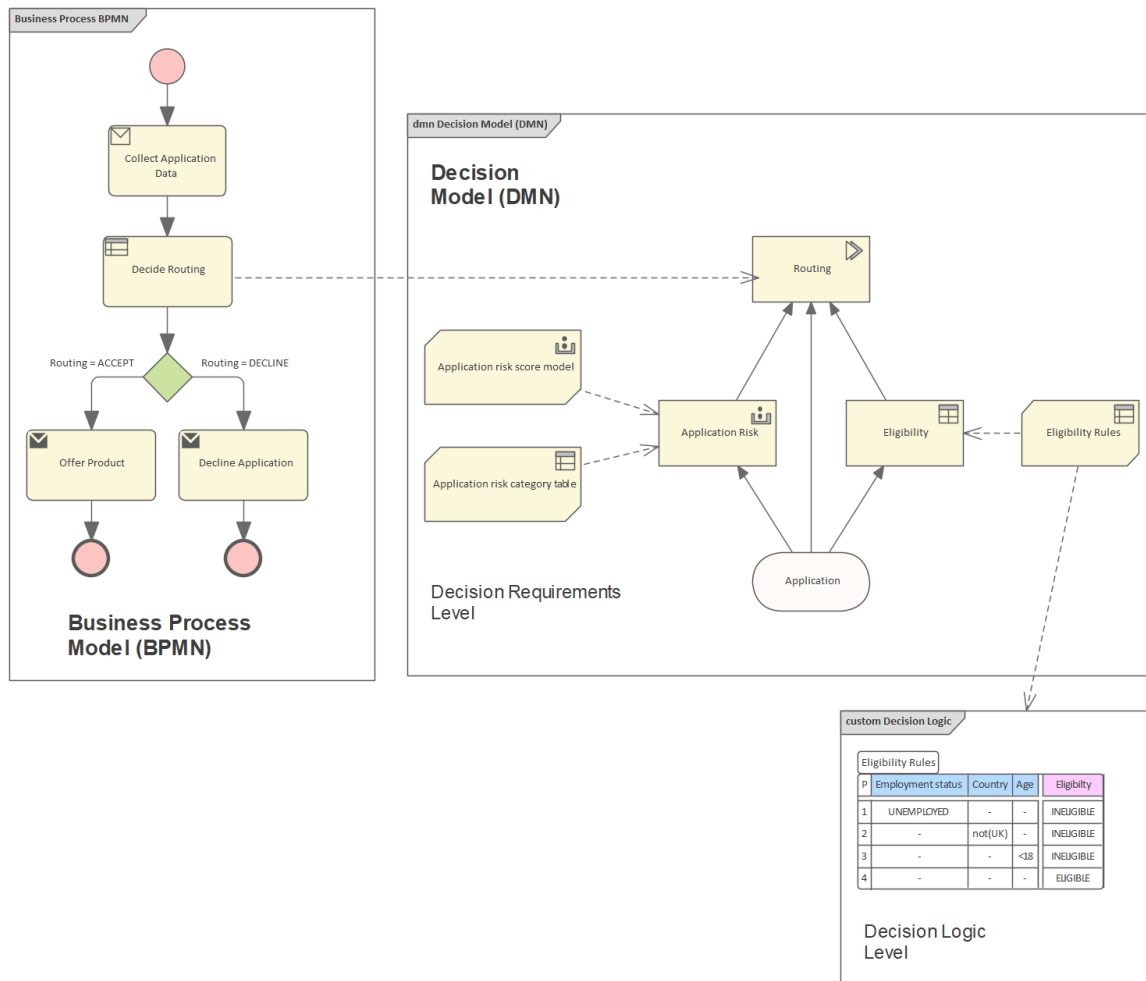 Business Process BPMN
Collect Application
Data
Decide Routing
Routing = ACCEPT
Routing = DECLINE
Offer Product
Decline Application
Business Process
Model (BPMN)
dmn Decision Model (DMN)
Decision
Model (DMN)
Routing
Application risk score model
Application Risk
Eligibility
Eligibility Rules
Application risk category table
Application
Decision Requirements
Level
custom Decision Logic
Eligibility Rules
P Employment status Country Age Eligibilty
1 UNEMPLOYED - - INELIGIBLE
2 - not(UK) - INELIGIBLE
3 - - <18 INELIGIBLE
4 - - - ELIGIBLE
Decision Logic
Level